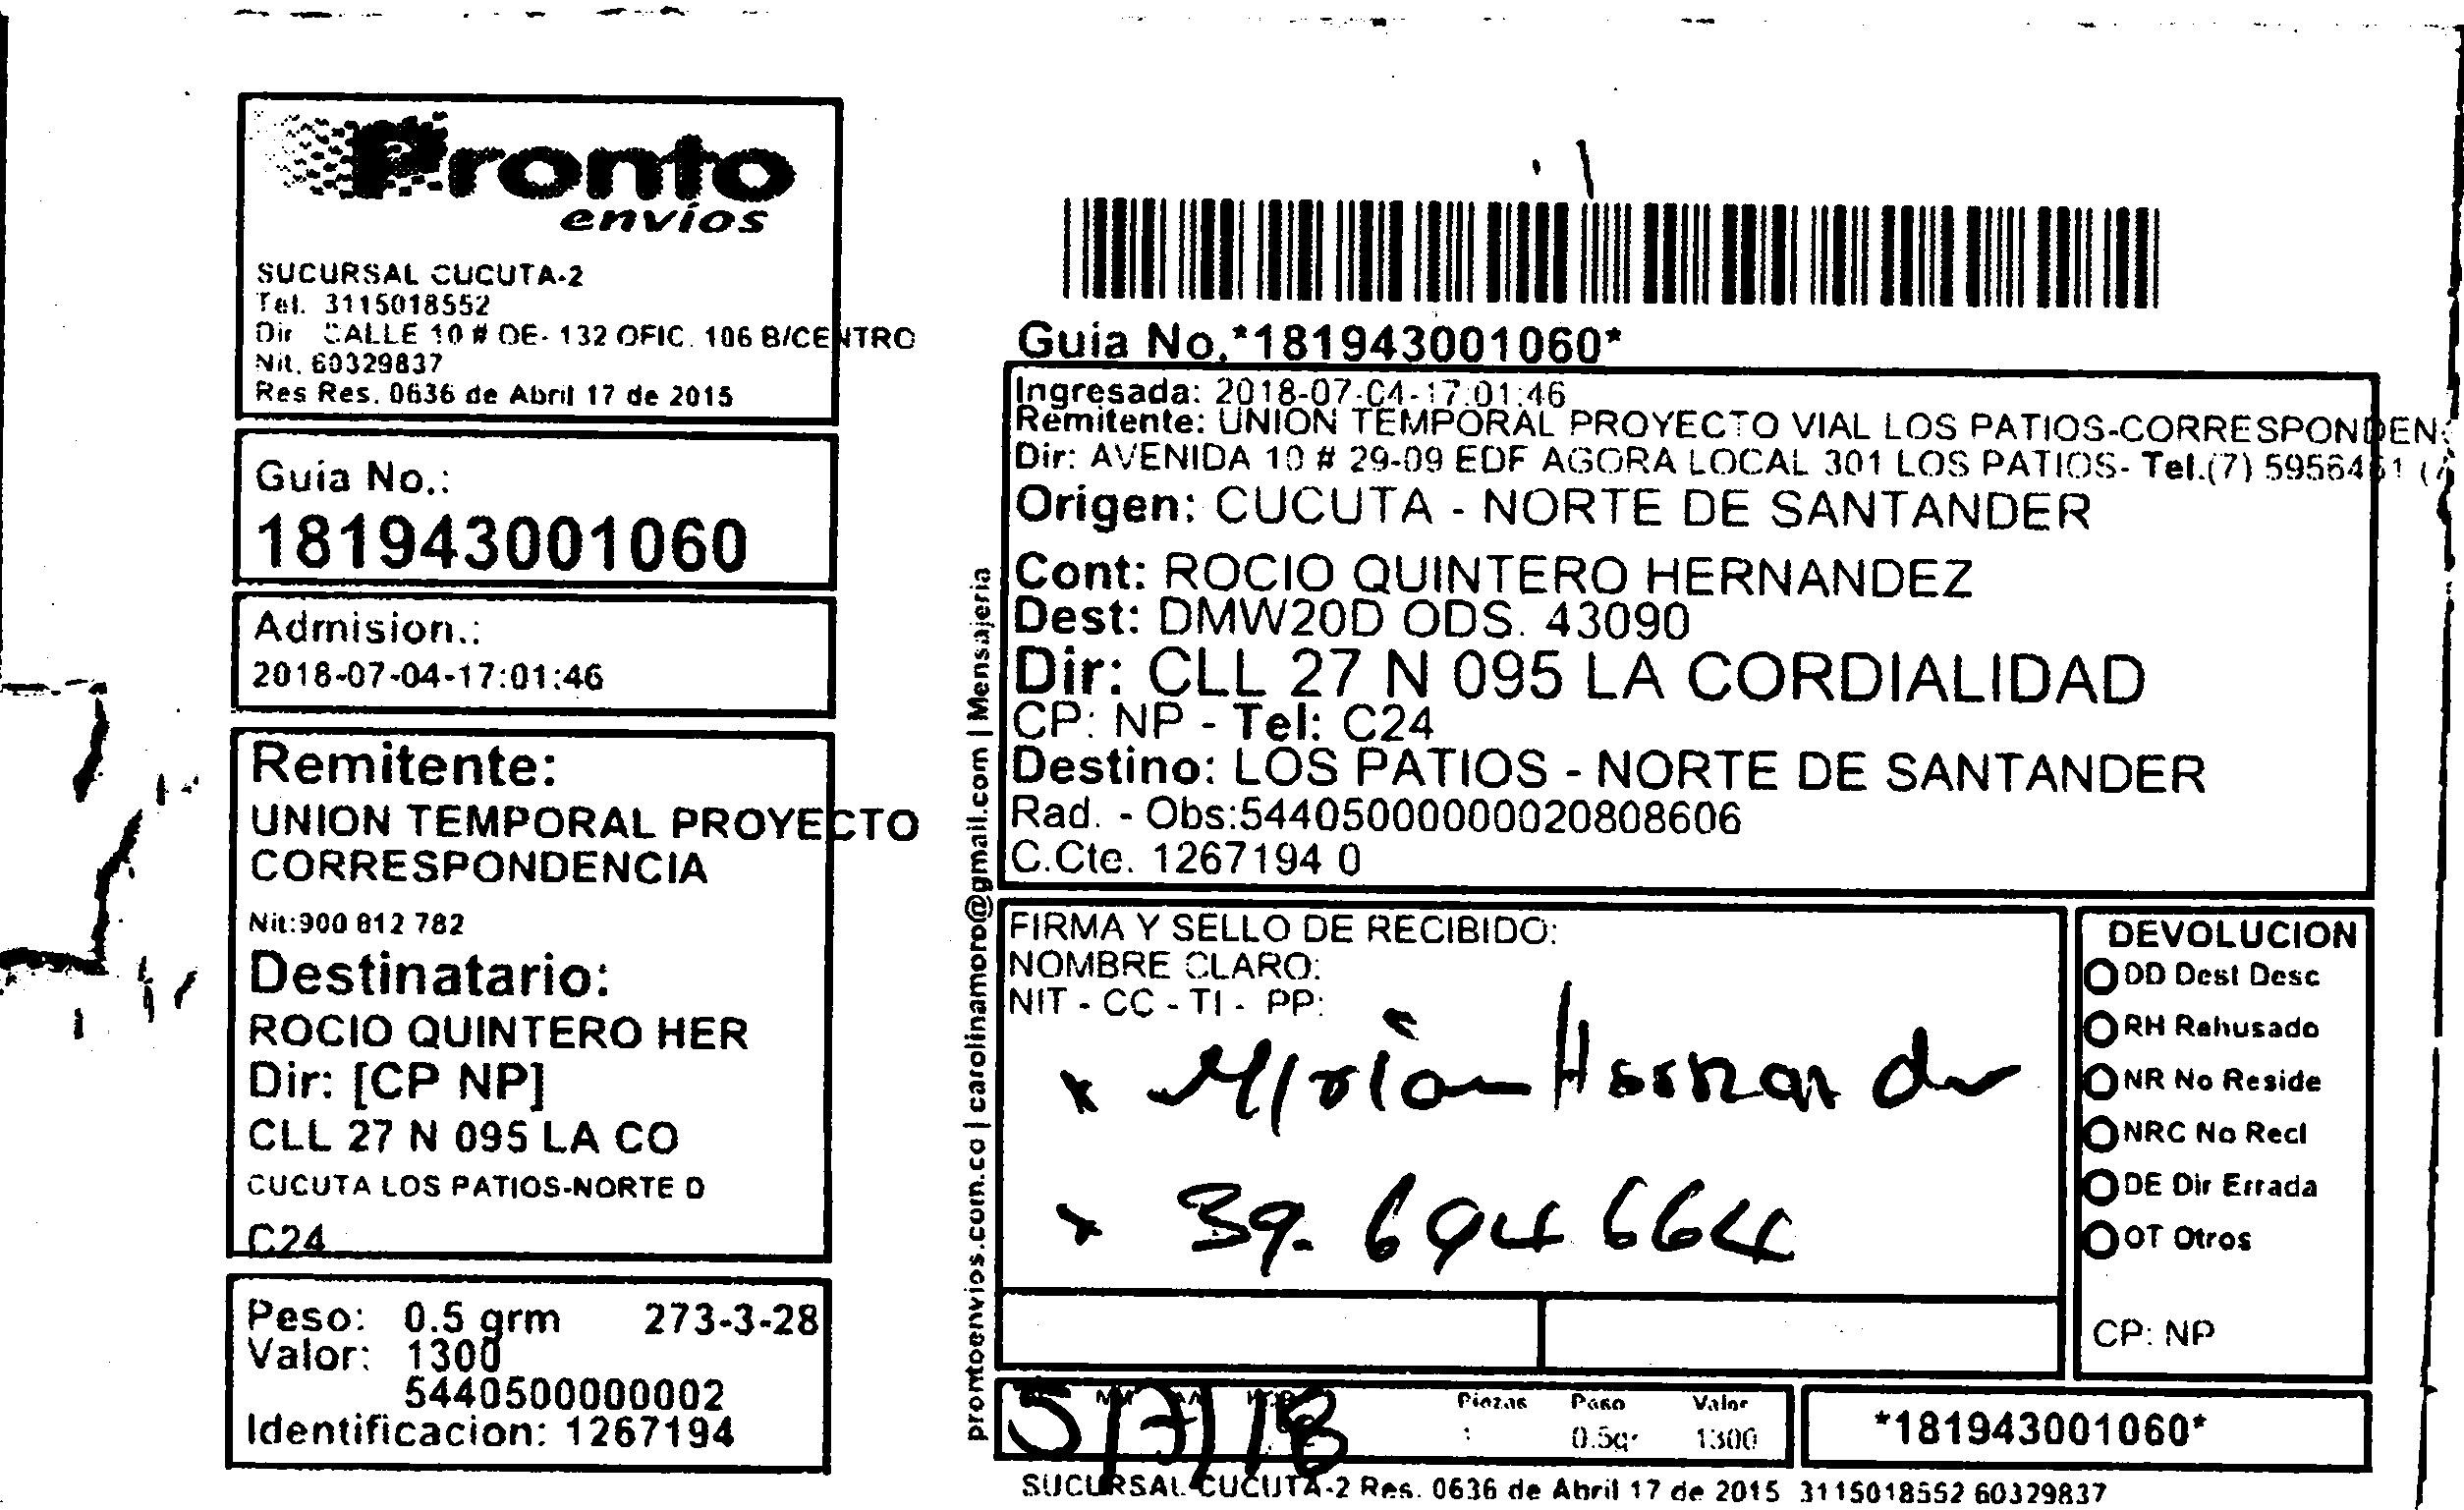 Pronto
envíos
SUCURSAL CUCUTA-2
Tel. 3115018552
Dir CALLE 10 # OE- 132 OFIC. 106 B/CENTRO
Nit. 60329837
Res Res. 0636 de Abril 17 de 2015
Guia No.:
181943001060
Admision.:
2018-07-04-17:01:46
Remitente:
UNION TEMPORAL PROYECTO
CORRESPONDENCIA
Nit:900 812 782
Destinatario:
ROCIO QUINTERO HER
Dir: [CP NP]
CLL 27 N 095 LA CO
CUCUTA LOS PATIOS-NORTE D
C24
Peso: 0.5 grm 273-3-28
Valor: 1300
5440500000002
Identificacion: 1267194
prontoenvios.com.co | carolinamoro@gmail.com | Mensajeria
Guia No.*181943001060*
Ingresada: 2018-07-04-17:01:46
Remitente: UNION TEMPORAL PROYECTO VIAL LOS PATIOS-CORRESPONDEN
Dir: AVENIDA 10 # 29-09 EDF AGORA LOCAL 301 LOS PATIOS- Tel.(7) 5956461 (
Origen: CUCUTA - NORTE DE SANTANDER
Cont: ROCIO QUINTERO HERNANDEZ
Dest: DMW20D ODS. 43090
Dir: CLL 27 N 095 LA CORDIALIDAD
CP: NP - Tel: C24
Destino: LOS PATIOS - NORTE DE SANTANDER
Rad. - Obs:544050000000020808606
C.Cte. 1267194 0
FIRMA Y SELLO DE RECIBIDO:
NOMBRE CLARO:
NIT - CC - TI - PP:
x 39.694664
DEVOLUCION
DD Dest Desc
RH Rehusado
NR No Reside
NRC No Recl
DE Dir Errada
OT Otros
CP: NP
5/7/18
Piezas Peso Valor
0.5gr 1300
*181943001060*
SUCURSAL CUCUTA-2 Res. 0636 de Abril 17 de 2015 3115018552 60329837